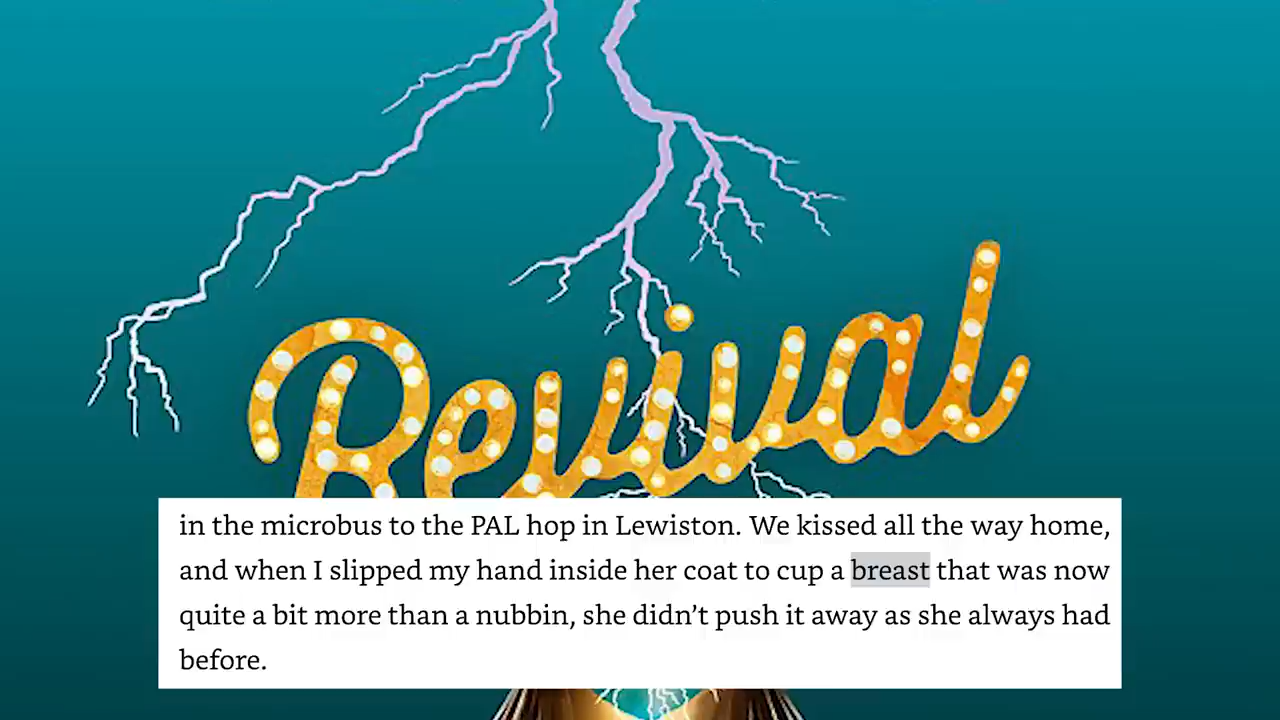 Revival
in the microbus to the PAL hop in Lewiston. We kissed all the way home,
and when I slipped my hand inside her coat to cup a breast that was now
quite a bit more than a nubbin, she didn’t push it away as she always had
before.